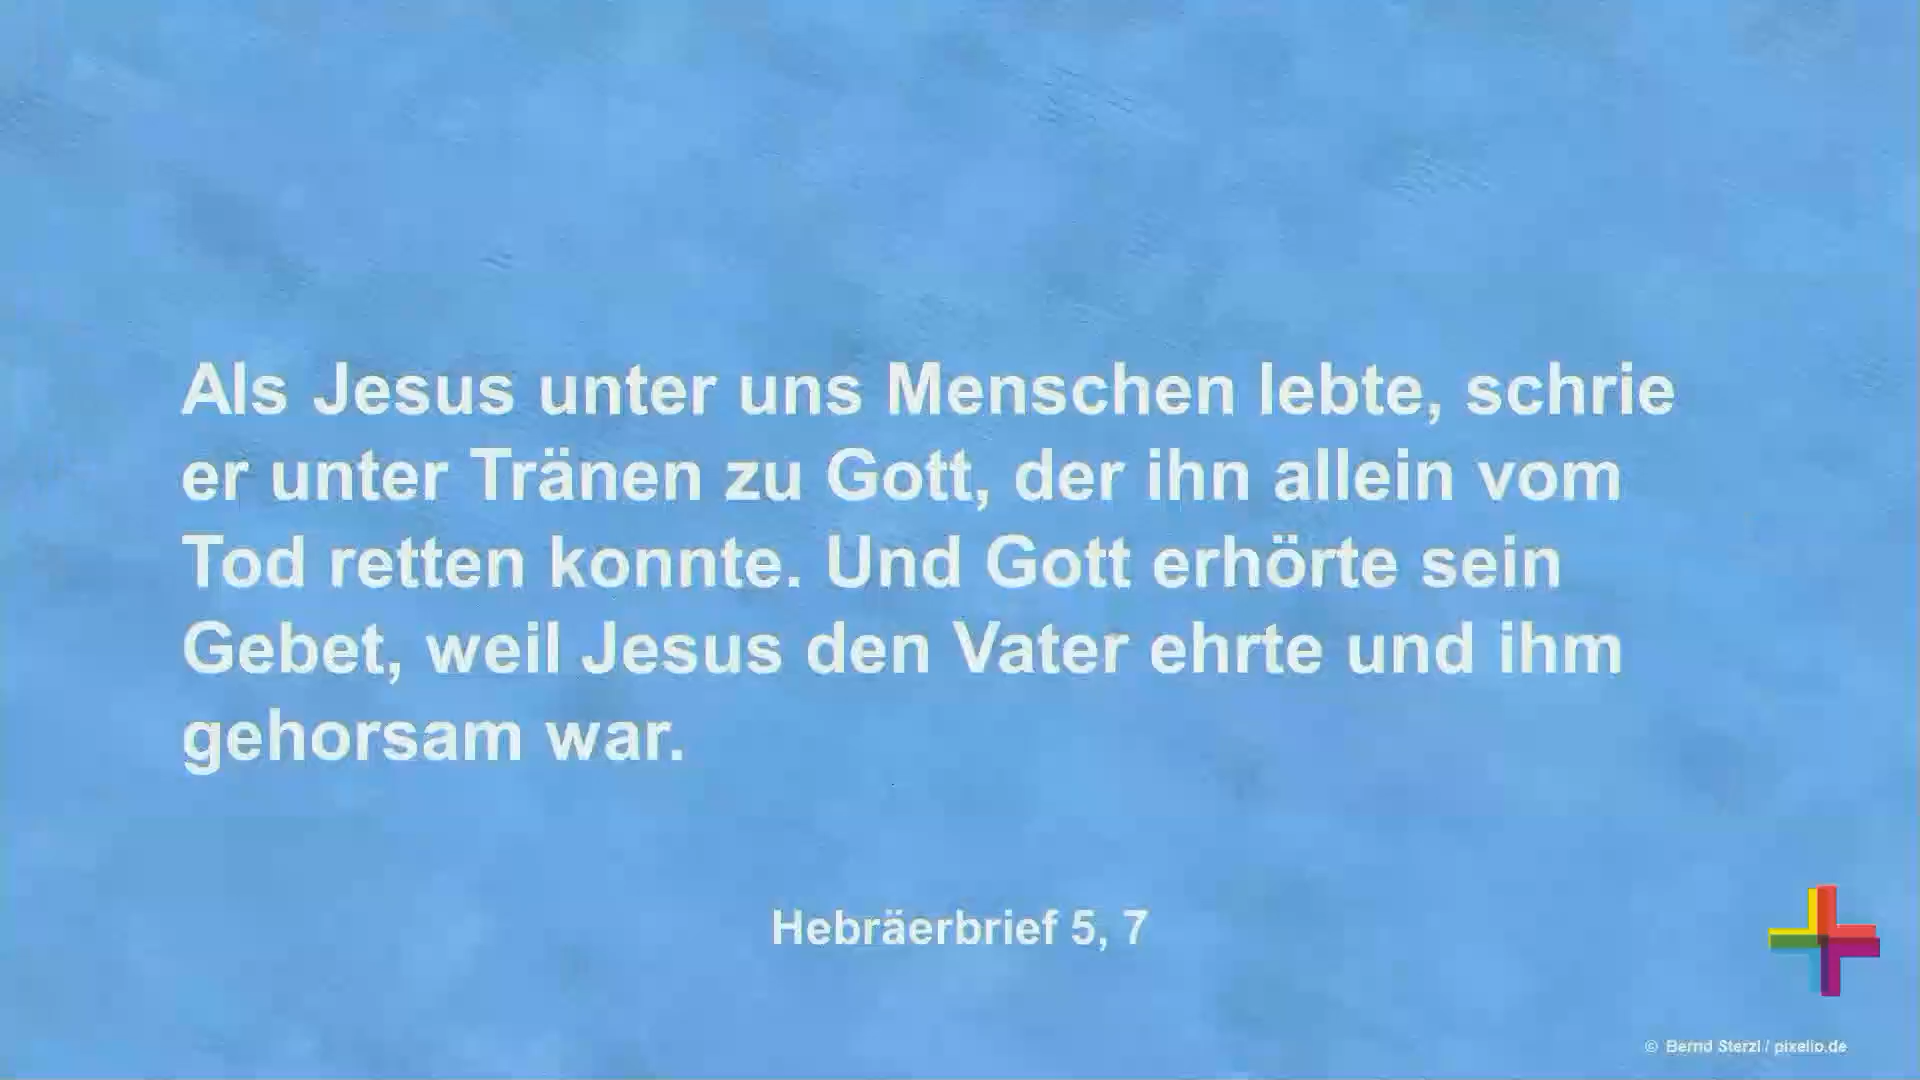 Als Jesus unter uns Menschen lebte, schrie
er unter Tränen zu Gott, der ihn allein vom
Tod retten konnte. Und Gott erhörte sein
Gebet, weil Jesus den Vater ehrte und ihm
gehorsam war.
Hebräerbrief 5, 7
© Bernd Sterzl / pixelio.de